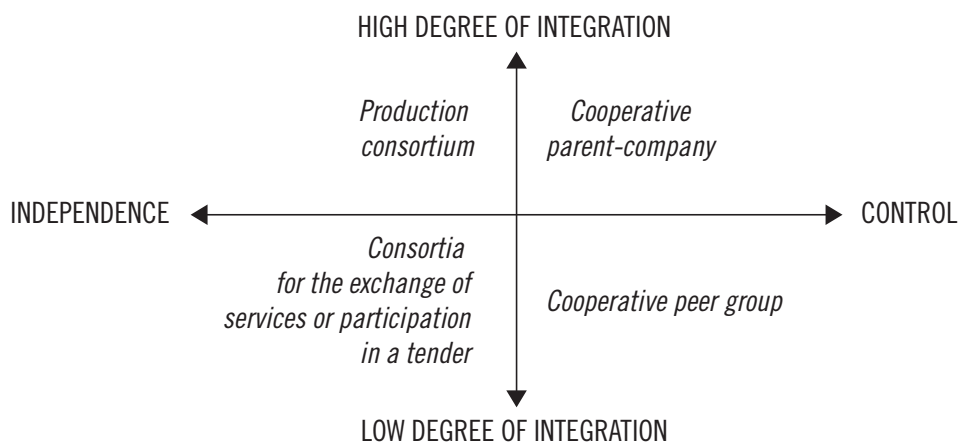 HIGH DEGREE OF INTEGRATION
Production
consortium
Cooperative
parent-company
INDEPENDENCE
CONTROL
Consortia
for the exchange of
services or participation
in a tender
Cooperative peer group
LOW DEGREE OF INTEGRATION